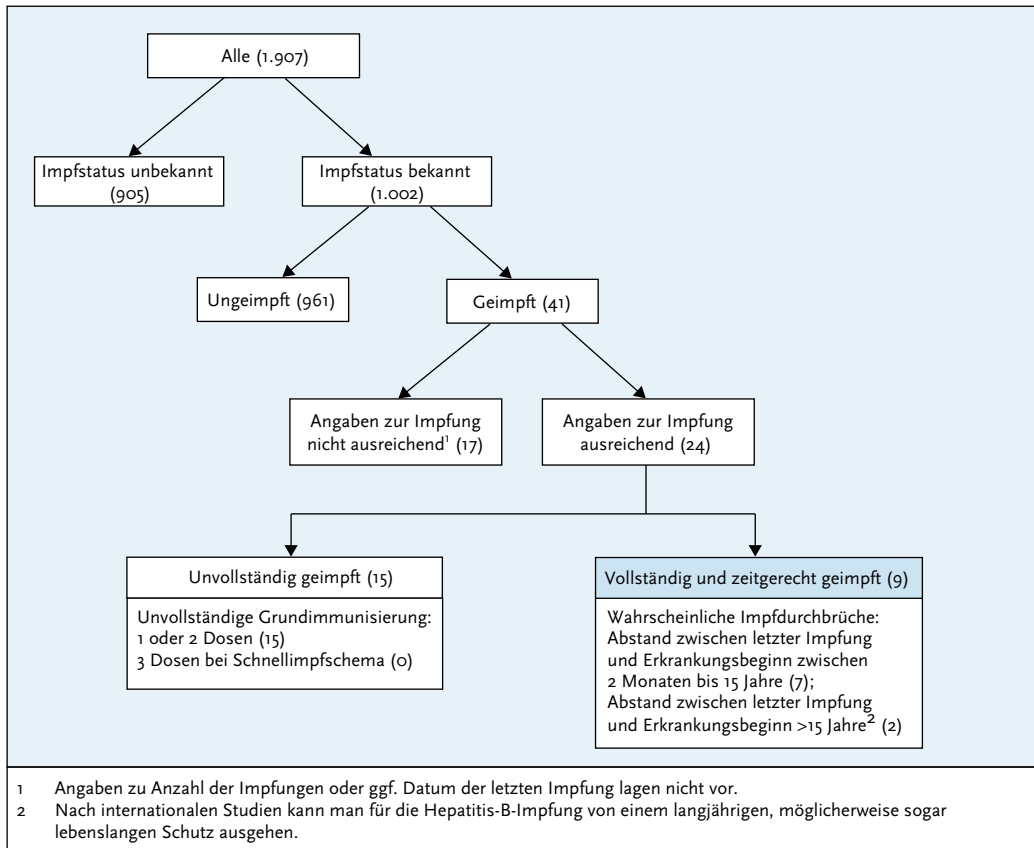 Alle (1.907)
Impfstatus unbekannt
(905)
Impfstatus bekannt
(1.002)
Ungeimpft (961)
Geimpft (41)
Angaben zur Impfung
nicht ausreichend¹ (17)
Angaben zur Impfung
ausreichend (24)
Unvollständig geimpft (15)
Unvollständige Grundimmunisierung:
1 oder 2 Dosen (15)
3 Dosen bei Schnellimpfschema (0)
Vollständig und zeitgerecht geimpft (9)
Wahrscheinliche Impfdurchbrüche:
Abstand zwischen letzter Impfung
und Erkrankungsbeginn zwischen
2 Monaten bis 15 Jahre (7);
Abstand zwischen letzter Impfung
und Erkrankungsbeginn >15 Jahre² (2)
1 Angaben zu Anzahl der Impfungen oder ggf. Datum der letzten Impfung lagen nicht vor.
2 Nach internationalen Studien kann man für die Hepatitis-B-Impfung von einem langjährigen, möglicherweise sogar
lebenslangen Schutz ausgehen.